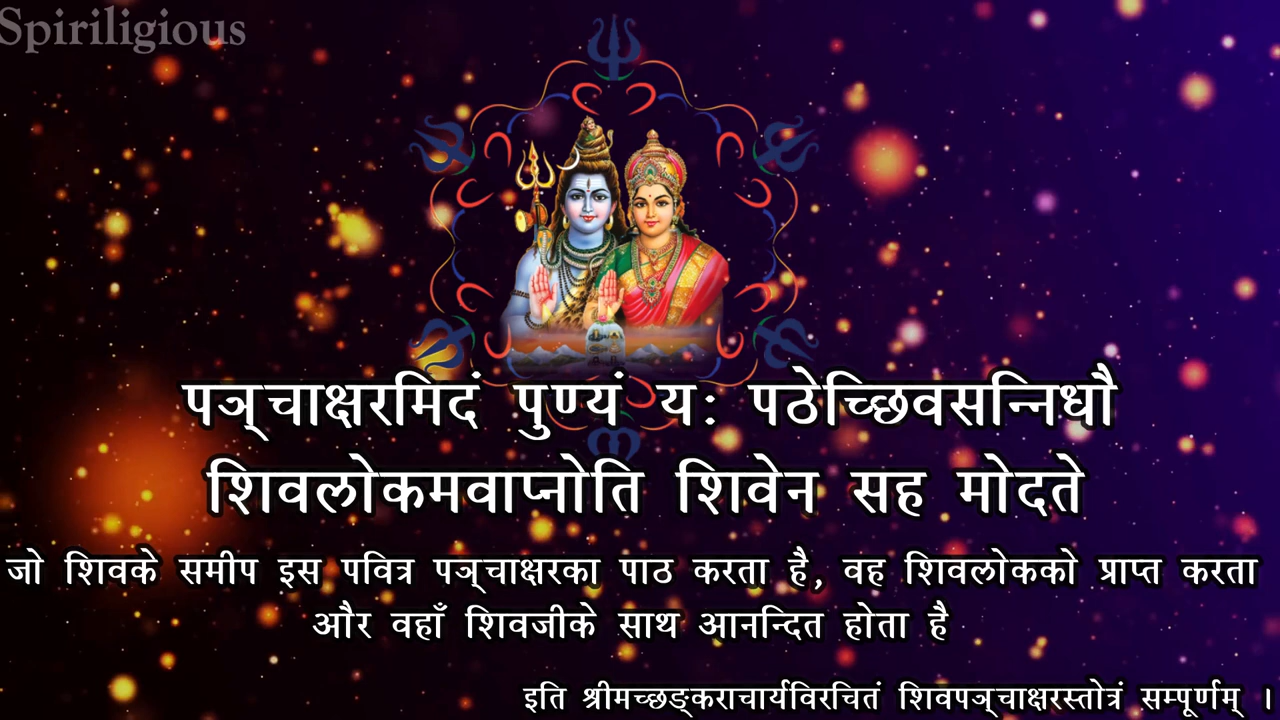 Spiriligious
पञ्चाक्षरमिदं पुण्यं यः पठेच्छिवसन्निधौ
शिवलोकमवाप्नोति शिवेन सह मोदते
जो शिवके समीप इस पवित्र पञ्चाक्षरका पाठ करता है, वह शिवलोकको प्राप्त करता
और वहाँ शिवजीके साथ आनन्दित होता है
इति श्रीमच्छङ्कराचार्यविरचितं शिवपञ्चाक्षरस्तोत्रं सम्पूर्णम् ।